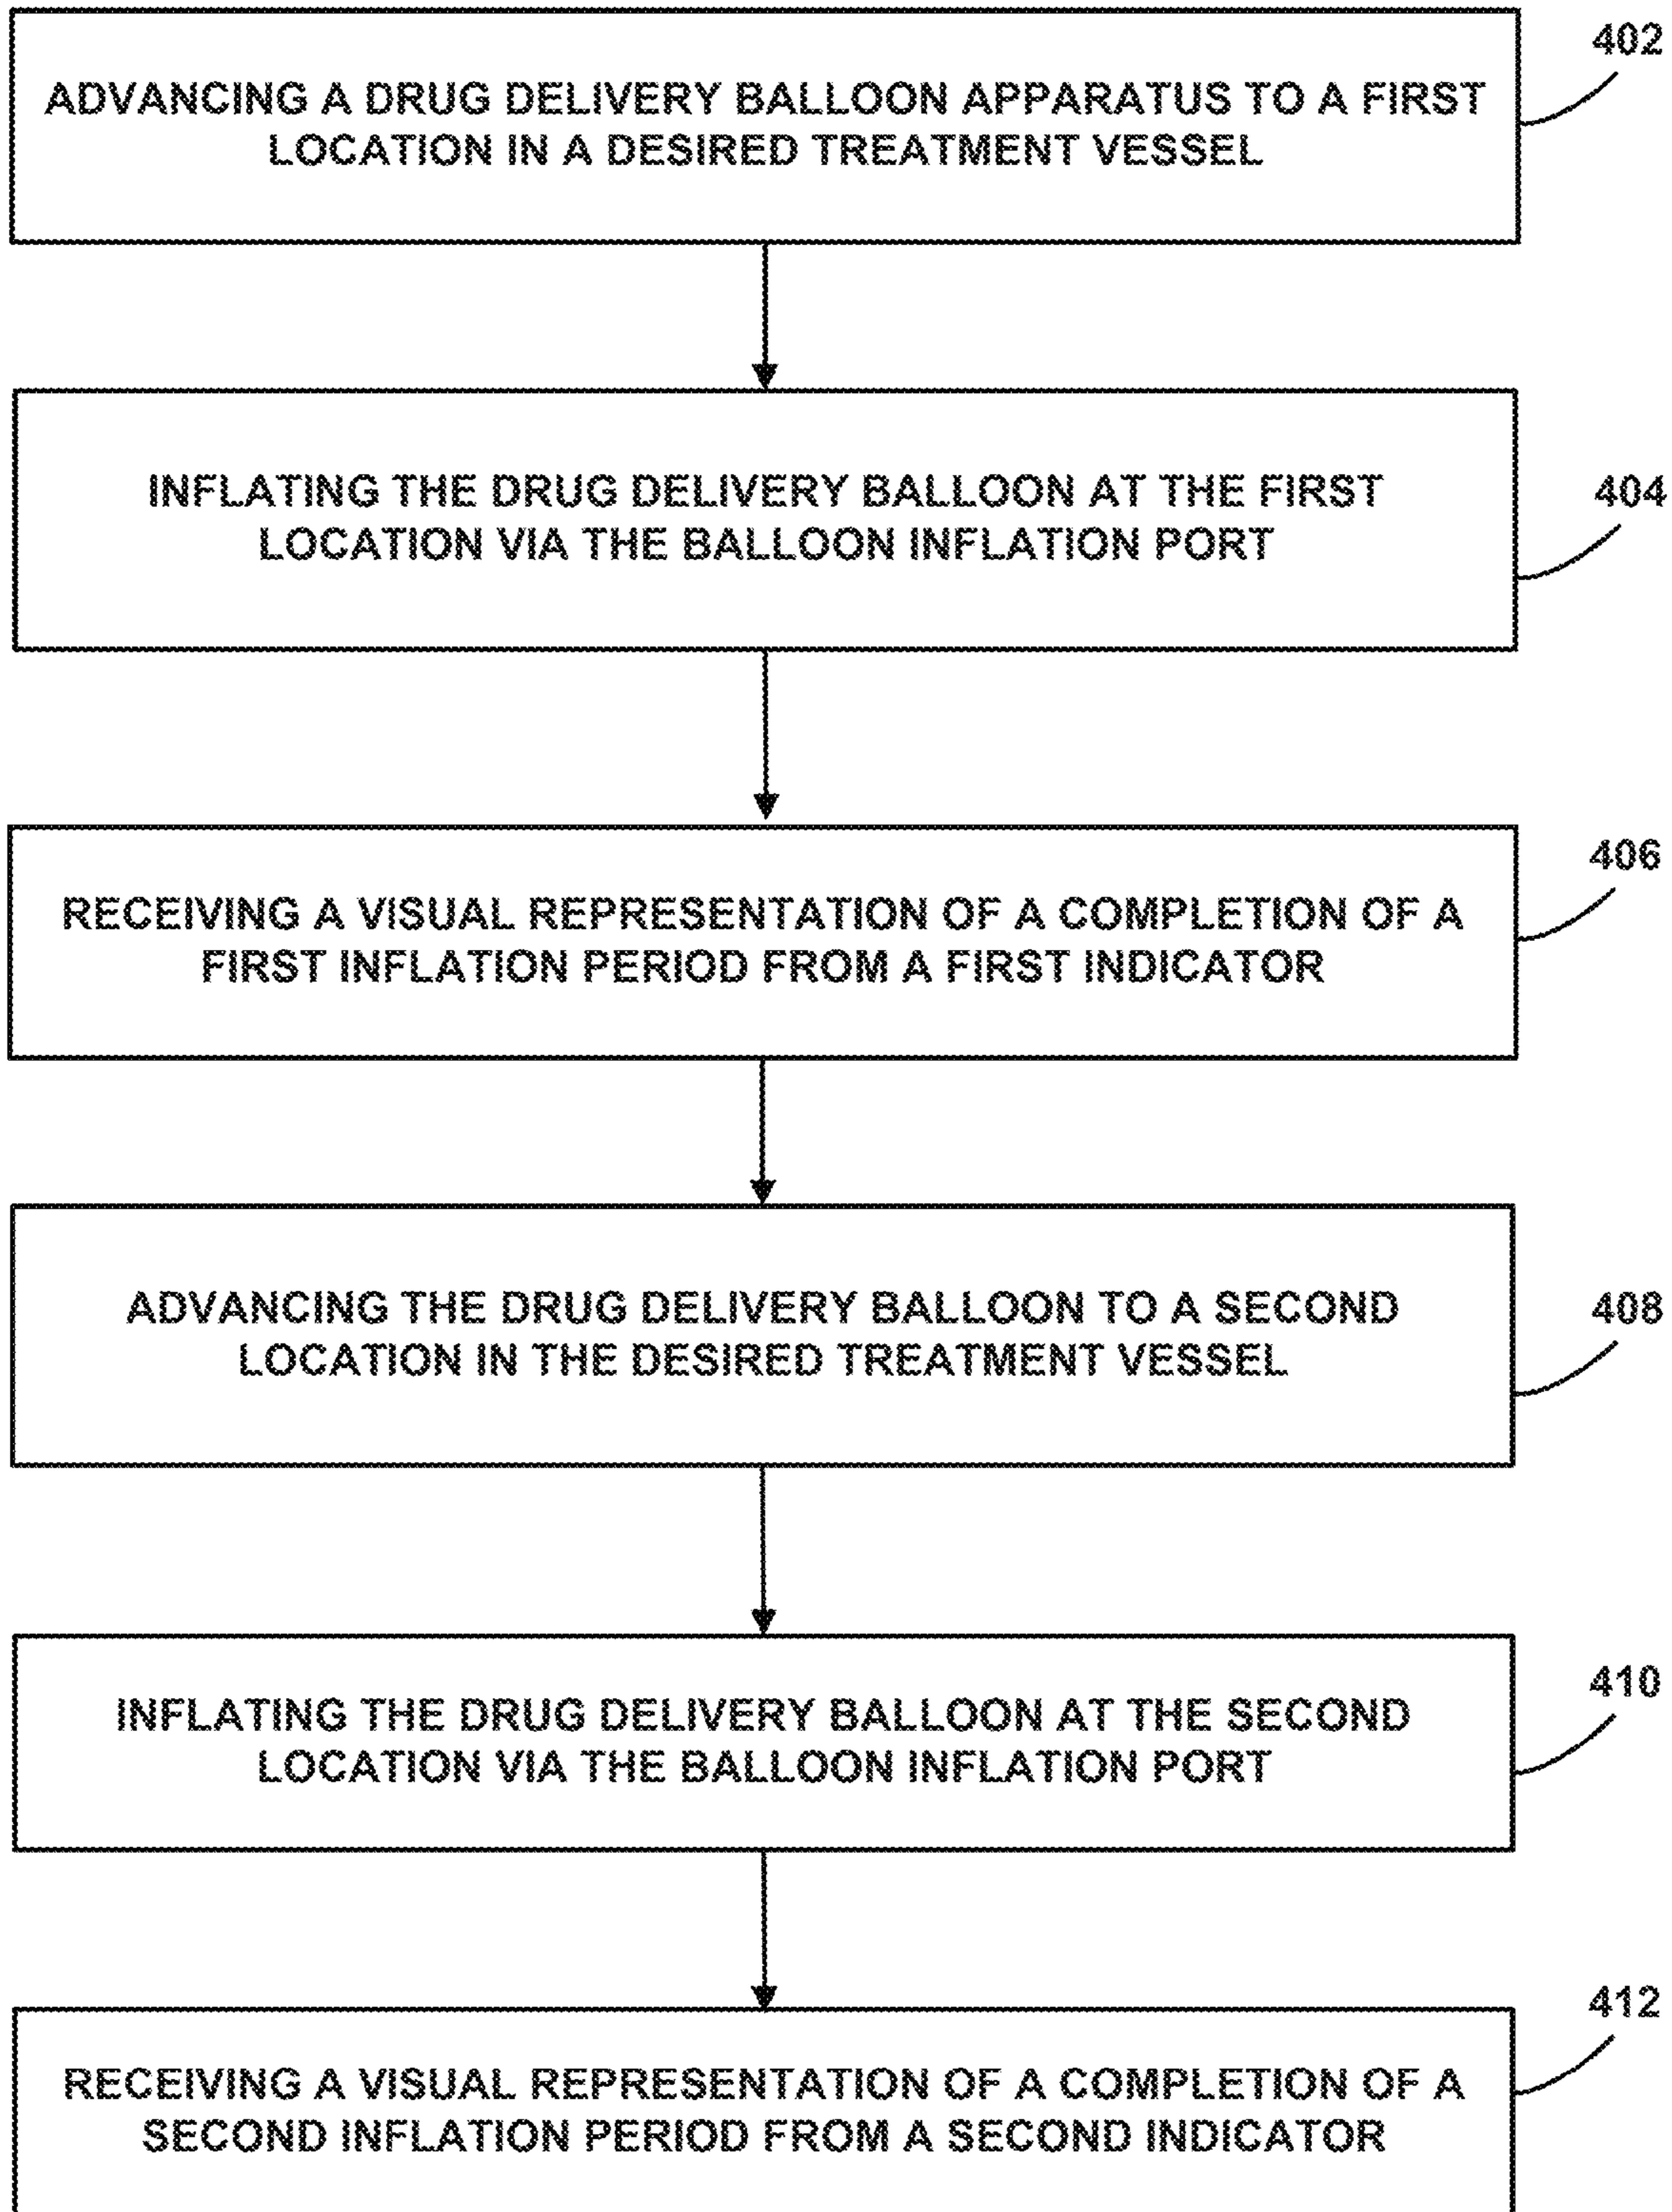 402
ADVANCING A DRUG DELIVERY BALLOON APPARATUS TO A FIRST
LOCATION IN A DESIRED TREATMENT VESSEL
404
INFLATING THE DRUG DELIVERY BALLOON AT THE FIRST
LOCATION VIA THE BALLOON INFLATION PORT
406
RECEIVING A VISUAL REPRESENTATION OF A COMPLETION OF A
FIRST INFLATION PERIOD FROM A FIRST INDICATOR
408
ADVANCING THE DRUG DELIVERY BALLOON TO A SECOND
LOCATION IN THE DESIRED TREATMENT VESSEL
410
INFLATING THE DRUG DELIVERY BALLOON AT THE SECOND
LOCATION VIA THE BALLOON INFLATION PORT
412
RECEIVING A VISUAL REPRESENTATION OF A COMPLETION OF A
SECOND INFLATION PERIOD FROM A SECOND INDICATOR